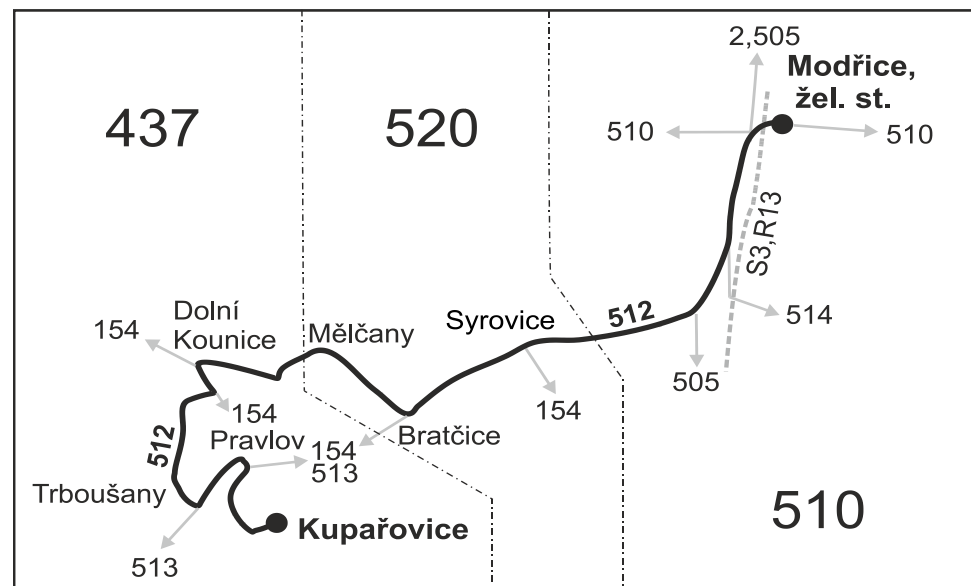 2,505
Modřice,
žel. st.
437
520
510
510
S3,R13
Dolní
Kounice
154
Mělčany
Syrovice
512
514
505
154
154
Bratčice
512
Pravlov
154
513
Trboušany
Kupařovice
510
513